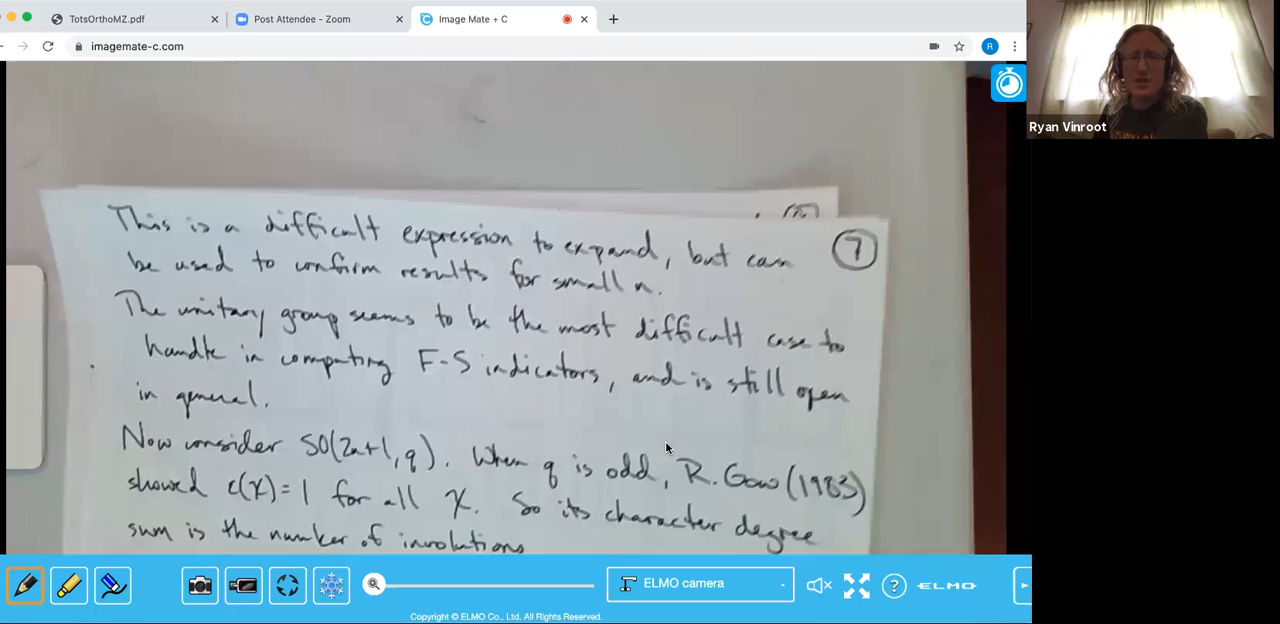 TotsOrthoMZ.pdf
Post Attendee - Zoom
Image Mate + C
imagemate-c.com
R
Ryan Vinroot
7
This is a difficult expression to expand, but can
be used to confirm results for small n.
The unitary group seems to be the most difficult case to
handle in computing F-S indicators, and is still open
in general.
Now consider SO(2n+1,q). When q is odd, R. Gow (1983)
showed ε(χ)=1 for all χ. So its character degree
sum is the number of involutions
ELMO camera
?
ELMO
Copyright © ELMO Co., Ltd. All Rights Reserved.